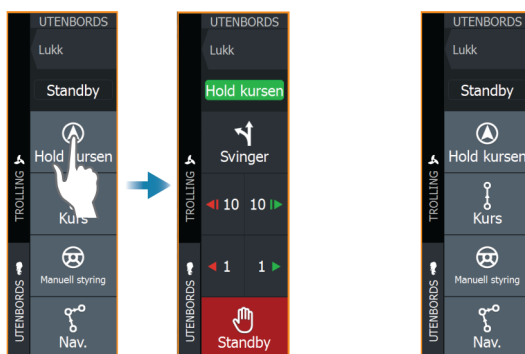 UTENBORDS
Lukk
Standby
Hold kursen
Kurs
Manuell styring
Nav.
TROLLING
UTENBORDS
UTENBORDS
Lukk
Hold kursen
Svinger
10 10
1 1
Standby
TROLLING
UTENBORDS
UTENBORDS
Lukk
Standby
Hold kursen
Kurs
Manuell styring
Nav.
TROLLING
UTENBORDS